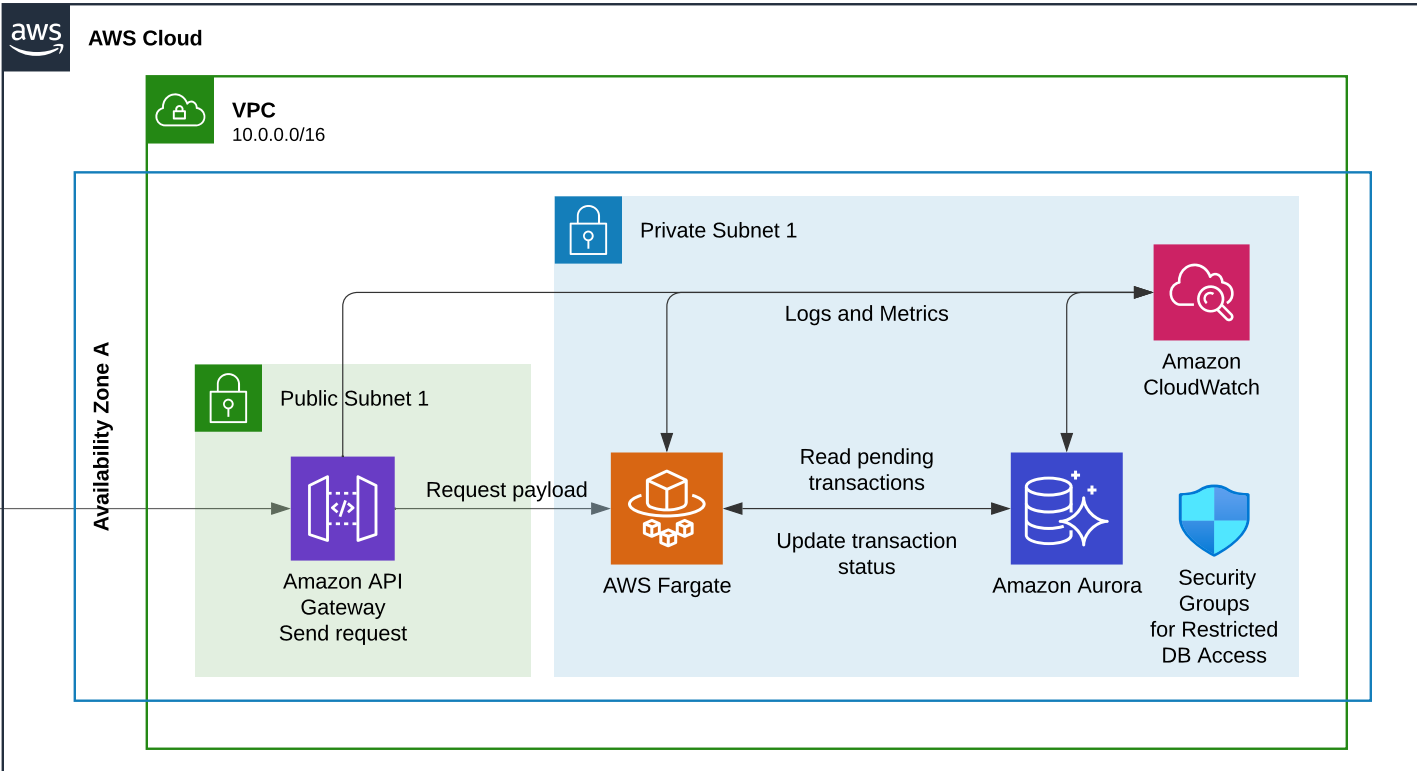 aws
AWS Cloud
VPC
10.0.0.0/16
Availability Zone A
Private Subnet 1
Logs and Metrics
Amazon
CloudWatch
Public Subnet 1
Request payload
Amazon API
Gateway
Send request
AWS Fargate
Read pending
transactions
Update transaction
status
Amazon Aurora
Security
Groups
for Restricted
DB Access